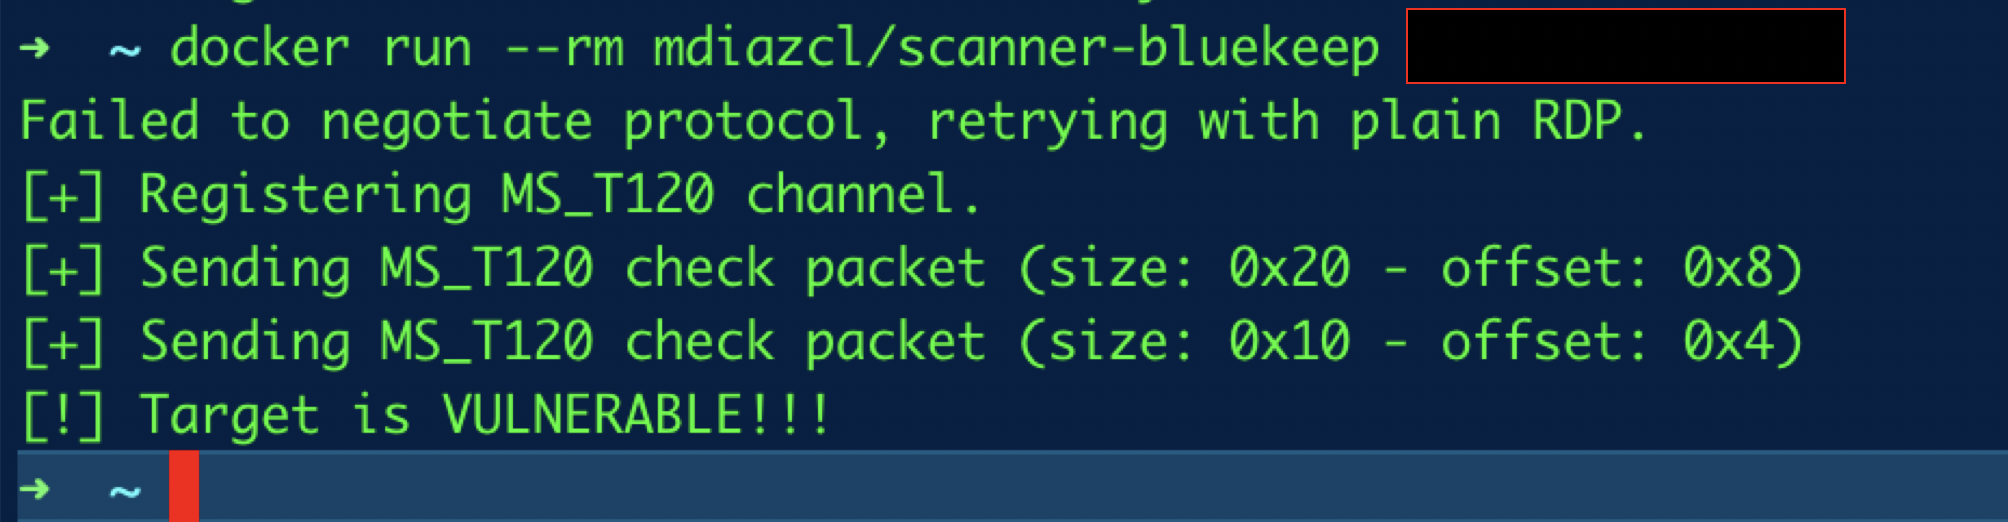 ➜ ~ docker run --rm mdiazcl/scanner-bluekeep
Failed to negotiate protocol, retrying with plain RDP.
[+] Registering MS_T120 channel.
[+] Sending MS_T120 check packet (size: 0x20 - offset: 0x8)
[+] Sending MS_T120 check packet (size: 0x10 - offset: 0x4)
[!] Target is VULNERABLE!!!
➜ ~